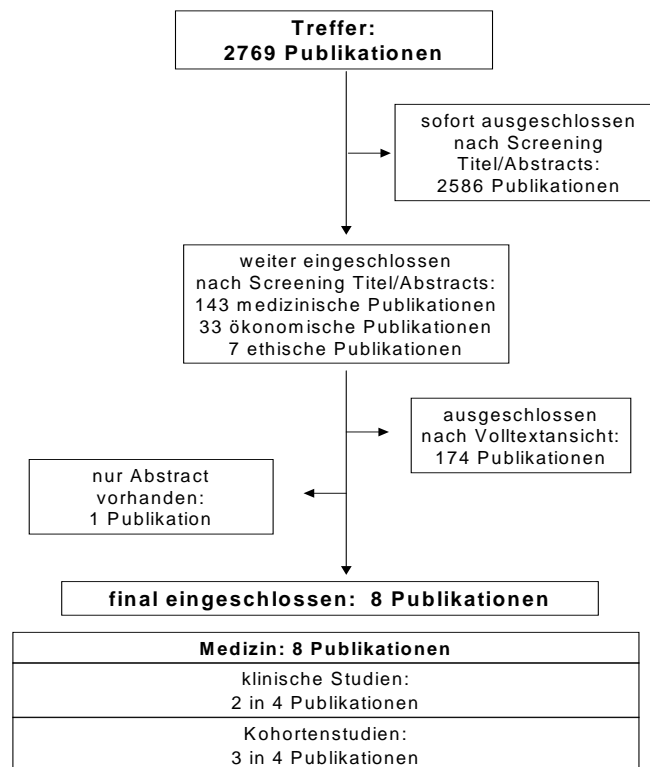 Treffer:
2769 Publikationen
sofort ausgeschlossen
nach Screening
Titel/Abstracts:
2586 Publikationen
weiter eingeschlossen
nach Screening Titel/Abstracts:
143 medizinische Publikationen
33 ökonomische Publikationen
7 ethische Publikationen
ausgeschlossen
nach Volltextansicht:
174 Publikationen
nur Abstract
vorhanden:
1 Publikation
final eingeschlossen: 8 Publikationen
Medizin: 8 Publikationen
klinische Studien:
2 in 4 Publikationen
Kohortenstudien:
3 in 4 Publikationen